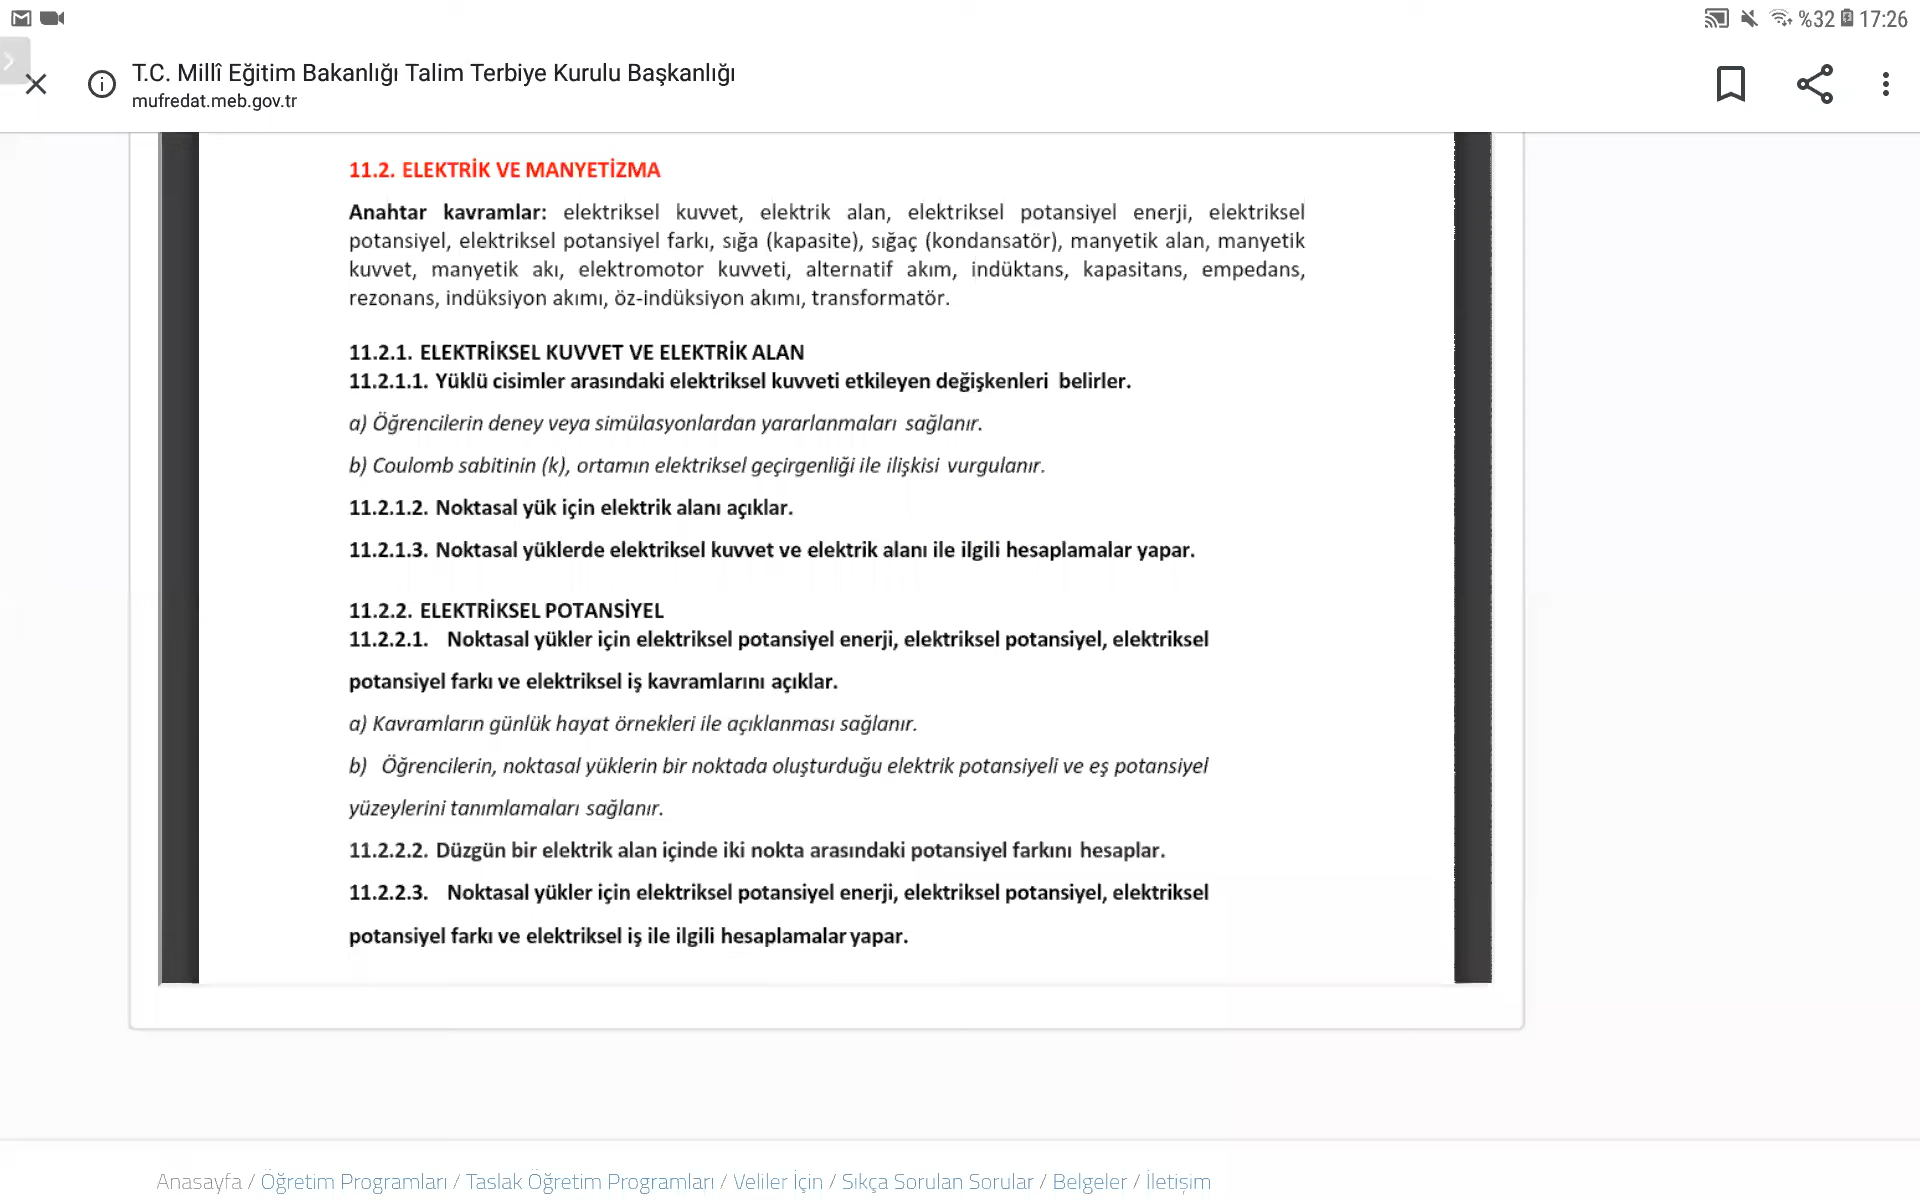 %32 17:26
T.C. Millî Eğitim Bakanlığı Talim Terbiye Kurulu Başkanlığı
mufredat.meb.gov.tr
11.2. ELEKTRİK VE MANYETİZMA
Anahtar kavramlar: elektriksel kuvvet, elektrik alan, elektriksel potansiyel enerji, elektriksel
potansiyel, elektriksel potansiyel farkı, sığa (kapasite), sığaç (kondansatör), manyetik alan, manyetik
kuvvet, manyetik akı, elektromotor kuvveti, alternatif akım, indüktans, kapasitans, empedans,
rezonans, indüksiyon akımı, öz-indüksiyon akımı, transformatör.
11.2.1. ELEKTRİKSEL KUVVET VE ELEKTRİK ALAN
11.2.1.1. Yüklü cisimler arasındaki elektriksel kuvveti etkileyen değişkenleri belirler.
a) Öğrencilerin deney veya simülasyonlardan yararlanmaları sağlanır.
b) Coulomb sabitinin (k), ortamın elektriksel geçirgenliği ile ilişkisi vurgulanır.
11.2.1.2. Noktasal yük için elektrik alanı açıklar.
11.2.1.3. Noktasal yüklerde elektriksel kuvvet ve elektrik alanı ile ilgili hesaplamalar yapar.
11.2.2. ELEKTRİKSEL POTANSİYEL
11.2.2.1. Noktasal yükler için elektriksel potansiyel enerji, elektriksel potansiyel, elektriksel
potansiyel farkı ve elektriksel iş kavramlarını açıklar.
a) Kavramların günlük hayat örnekleri ile açıklanması sağlanır.
b) Öğrencilerin, noktasal yüklerin bir noktada oluşturduğu elektrik potansiyeli ve eş potansiyel
yüzeylerini tanımlamaları sağlanır.
11.2.2.2. Düzgün bir elektrik alan içinde iki nokta arasındaki potansiyel farkını hesaplar.
11.2.2.3. Noktasal yükler için elektriksel potansiyel enerji, elektriksel potansiyel, elektriksel
potansiyel farkı ve elektriksel iş ile ilgili hesaplamalar yapar.
Anasayfa / Öğretim Programları / Taslak Öğretim Programları / Veliler İçin / Sıkça Sorulan Sorular / Belgeler / İletişim